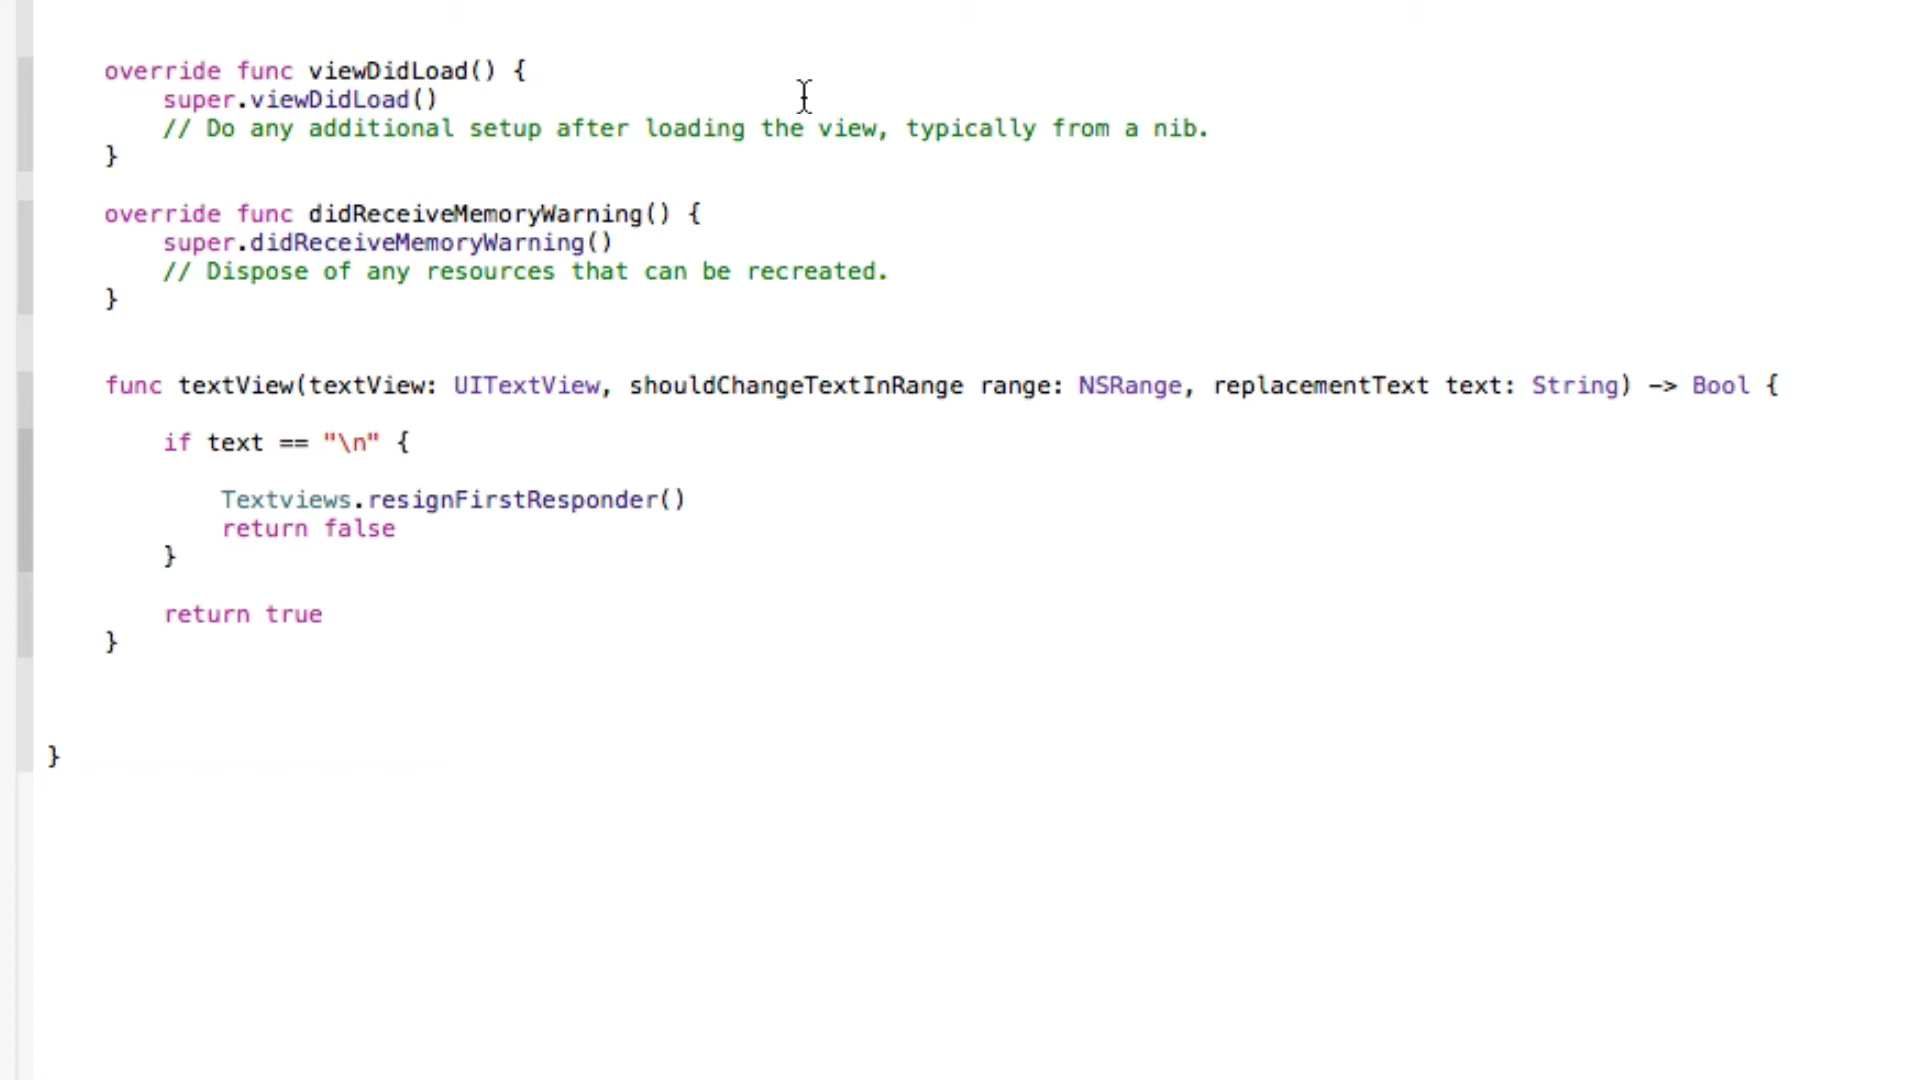 override func viewDidLoad() {
super.viewDidLoad()
// Do any additional setup after loading the view, typically from a nib.
}
override func didReceiveMemoryWarning() {
super.didReceiveMemoryWarning()
// Dispose of any resources that can be recreated.
}
func textView(textView: UITextView, shouldChangeTextInRange range: NSRange, replacementText text: String) -> Bool {
if text == "\n" {
Textviews.resignFirstResponder()
return false
}
return true
}
}